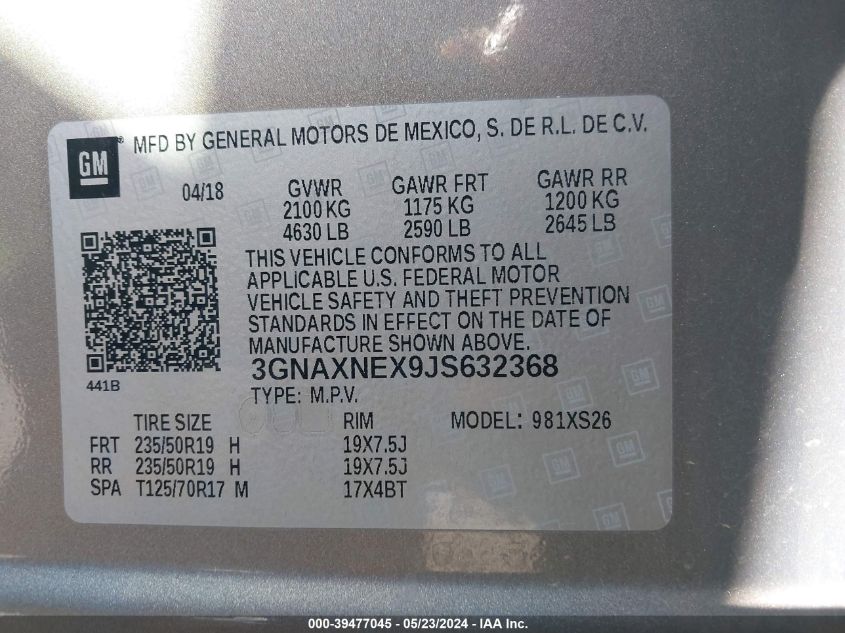 GM
MFD BY GENERAL MOTORS DE MEXICO, S. DE R.L. DE C.V.
04/18 GVWR GAWR FRT GAWR RR
2100 KG 1175 KG 1200 KG
4630 LB 2590 LB 2645 LB
THIS VEHICLE CONFORMS TO ALL
APPLICABLE U.S. FEDERAL MOTOR
VEHICLE SAFETY AND THEFT PREVENTION
STANDARDS IN EFFECT ON THE DATE OF
MANUFACTURE SHOWN ABOVE.
3GNAXNEX9JS632368
441B
TYPE: M.P.V.
TIRE SIZE RIM MODEL: 981XS26
FRT 235/50R19 H 19X7.5J
RR 235/50R19 H 19X7.5J
SPA T125/70R17 M 17X4BT
000-39477045 — 05/23/2024 — IAA Inc.